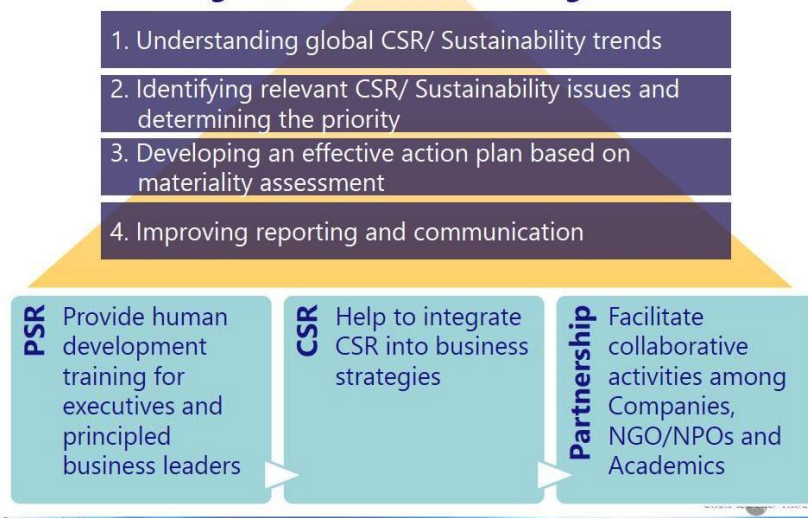 1. Understanding global CSR/ Sustainability trends
2. Identifying relevant CSR/ Sustainability issues and
determining the priority
3. Developing an effective action plan based on
materiality assessment
4. Improving reporting and communication
PSR
Provide human
development
training for
executives and
principled
business leaders
CSR
Help to integrate
CSR into business
strategies
Partnership
Facilitate
collaborative
activities among
Companies,
NGO/NPOs and
Academics